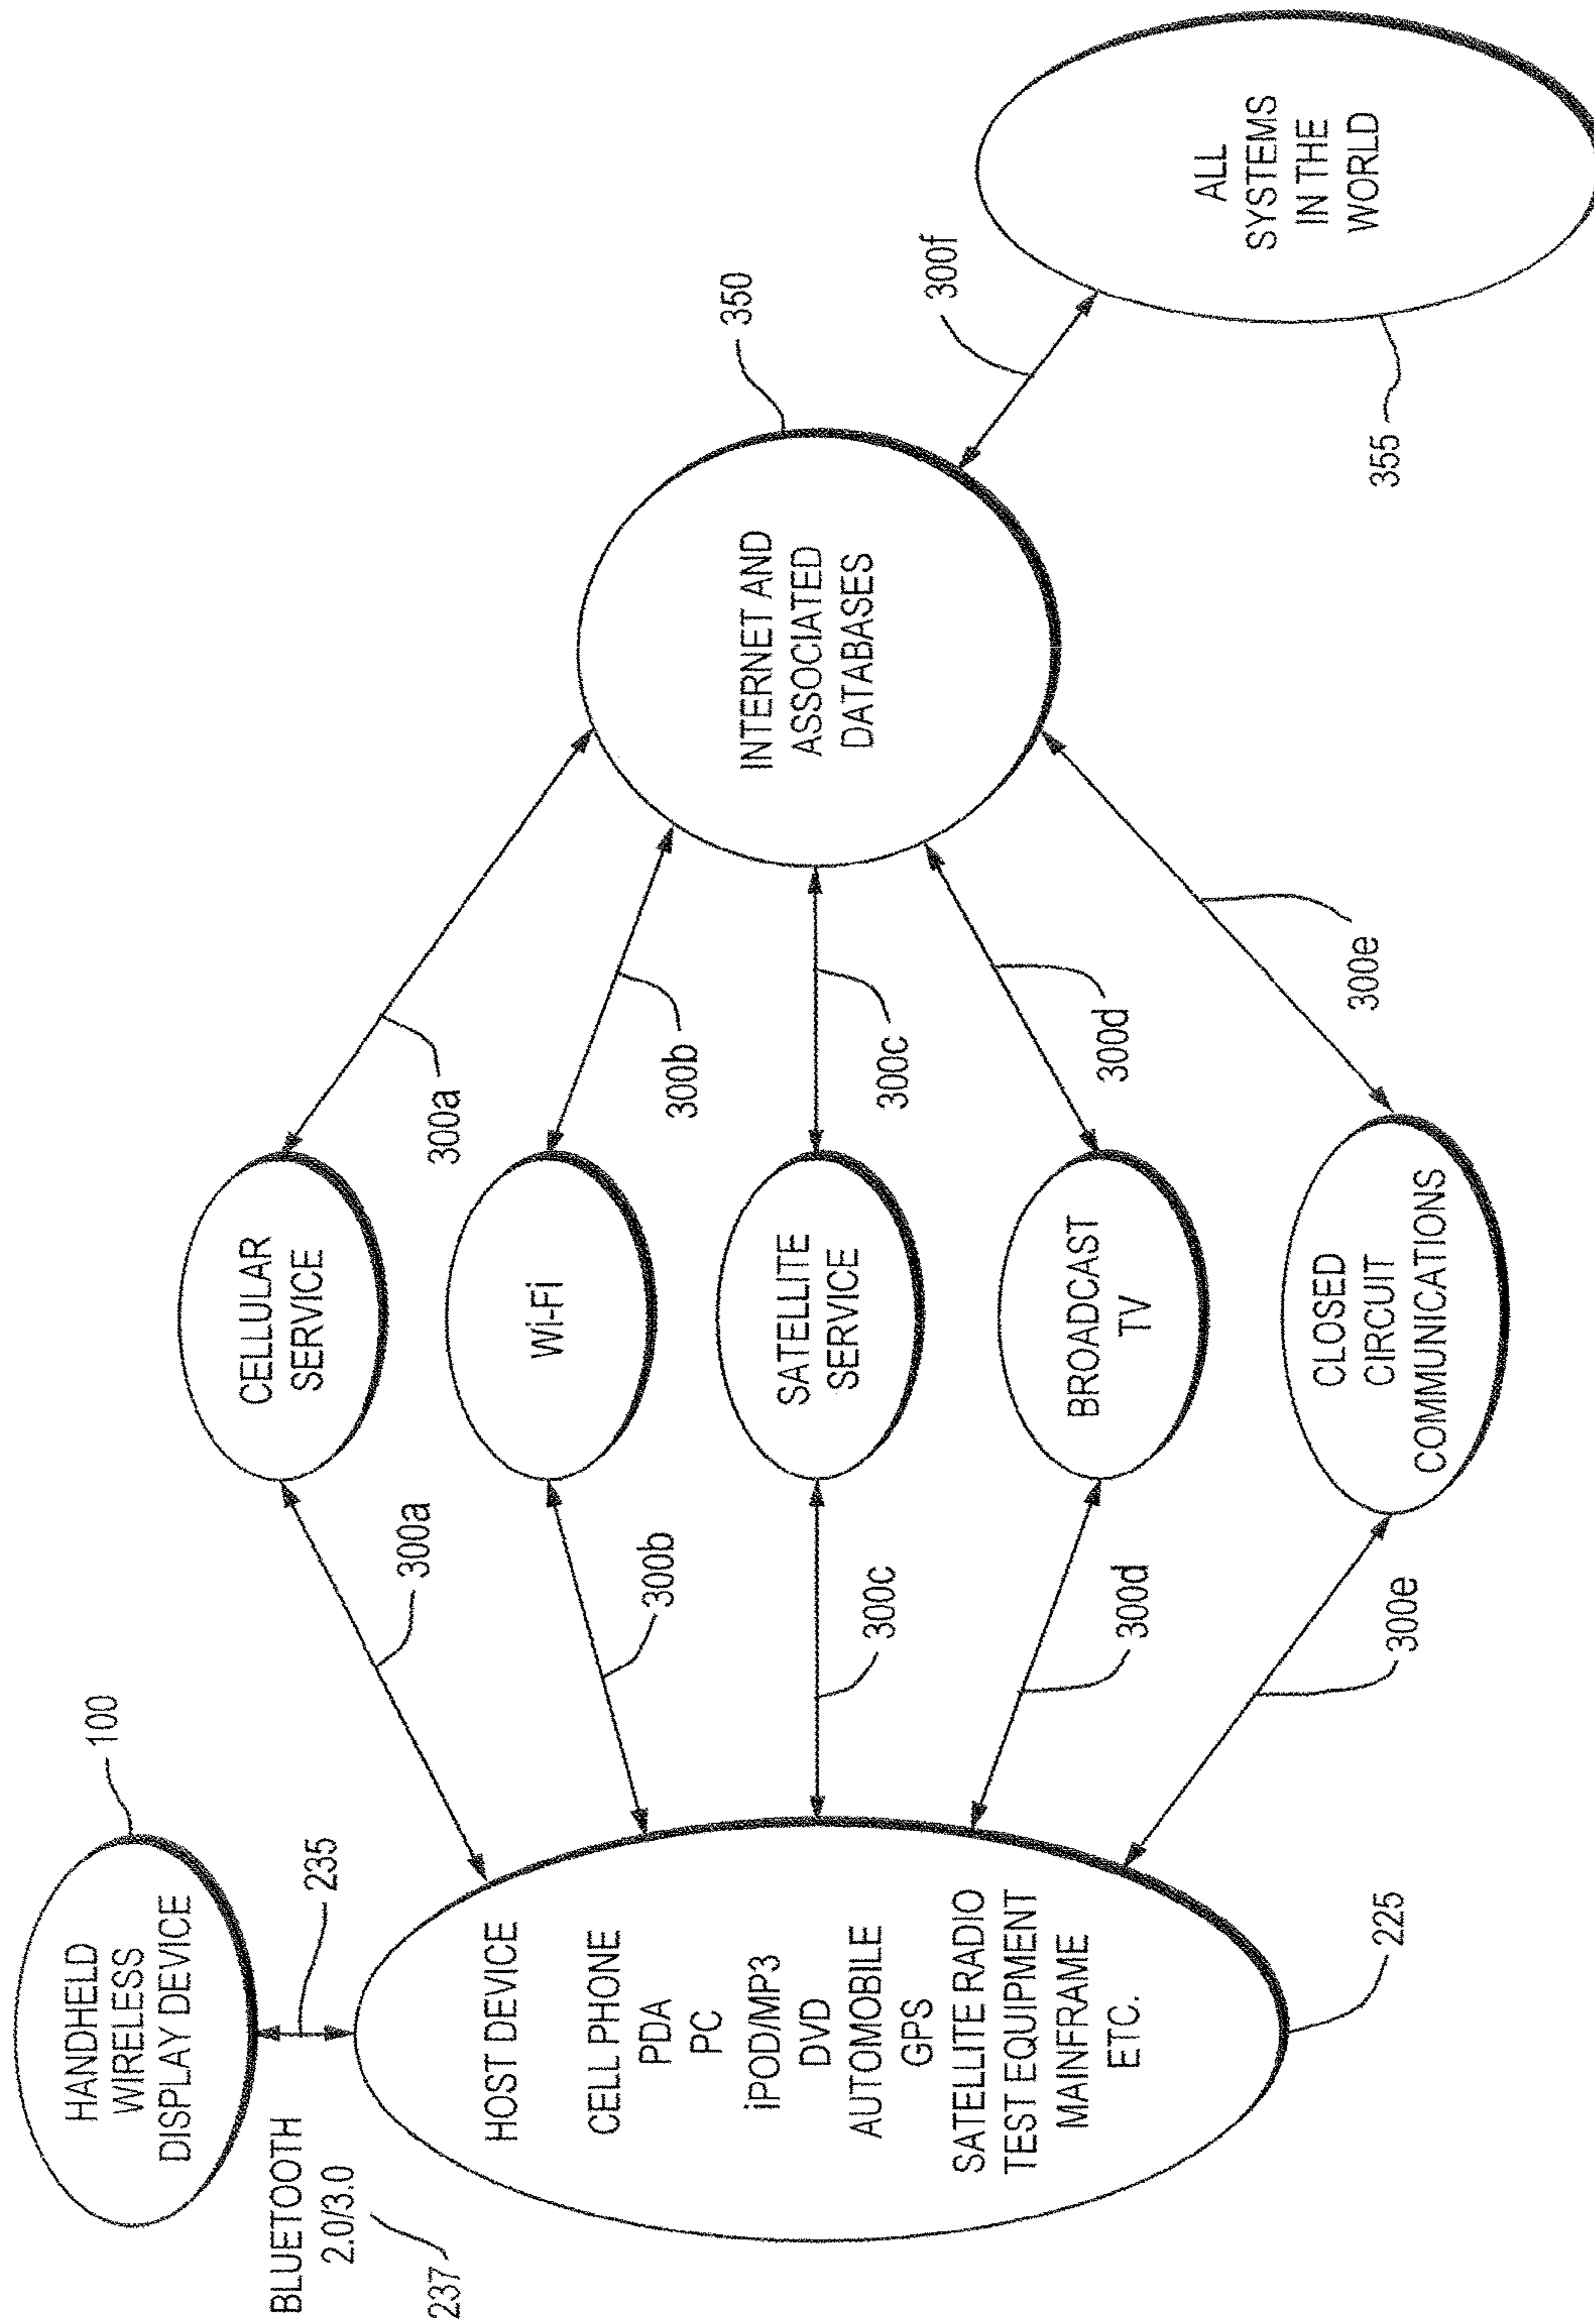 HANDHELD
WIRELESS
DISPLAY DEVICE
100
BLUETOOTH
2.0/3.0
237
235
HOST DEVICE
CELL PHONE
PDA
PC
iPOD/MP3
DVD
AUTOMOBILE
GPS
SATELLITE RADIO
TEST EQUIPMENT
MAINFRAME
ETC.
225
300a
300b
300c
300d
300e
CELLULAR
SERVICE
Wi-Fi
SATELLITE
SERVICE
BROADCAST
TV
CLOSED
CIRCUIT
COMMUNICATIONS
300a
300b
300c
300d
300e
INTERNET AND
ASSOCIATED
DATABASES
350
300f
ALL
SYSTEMS
IN THE
WORLD
355